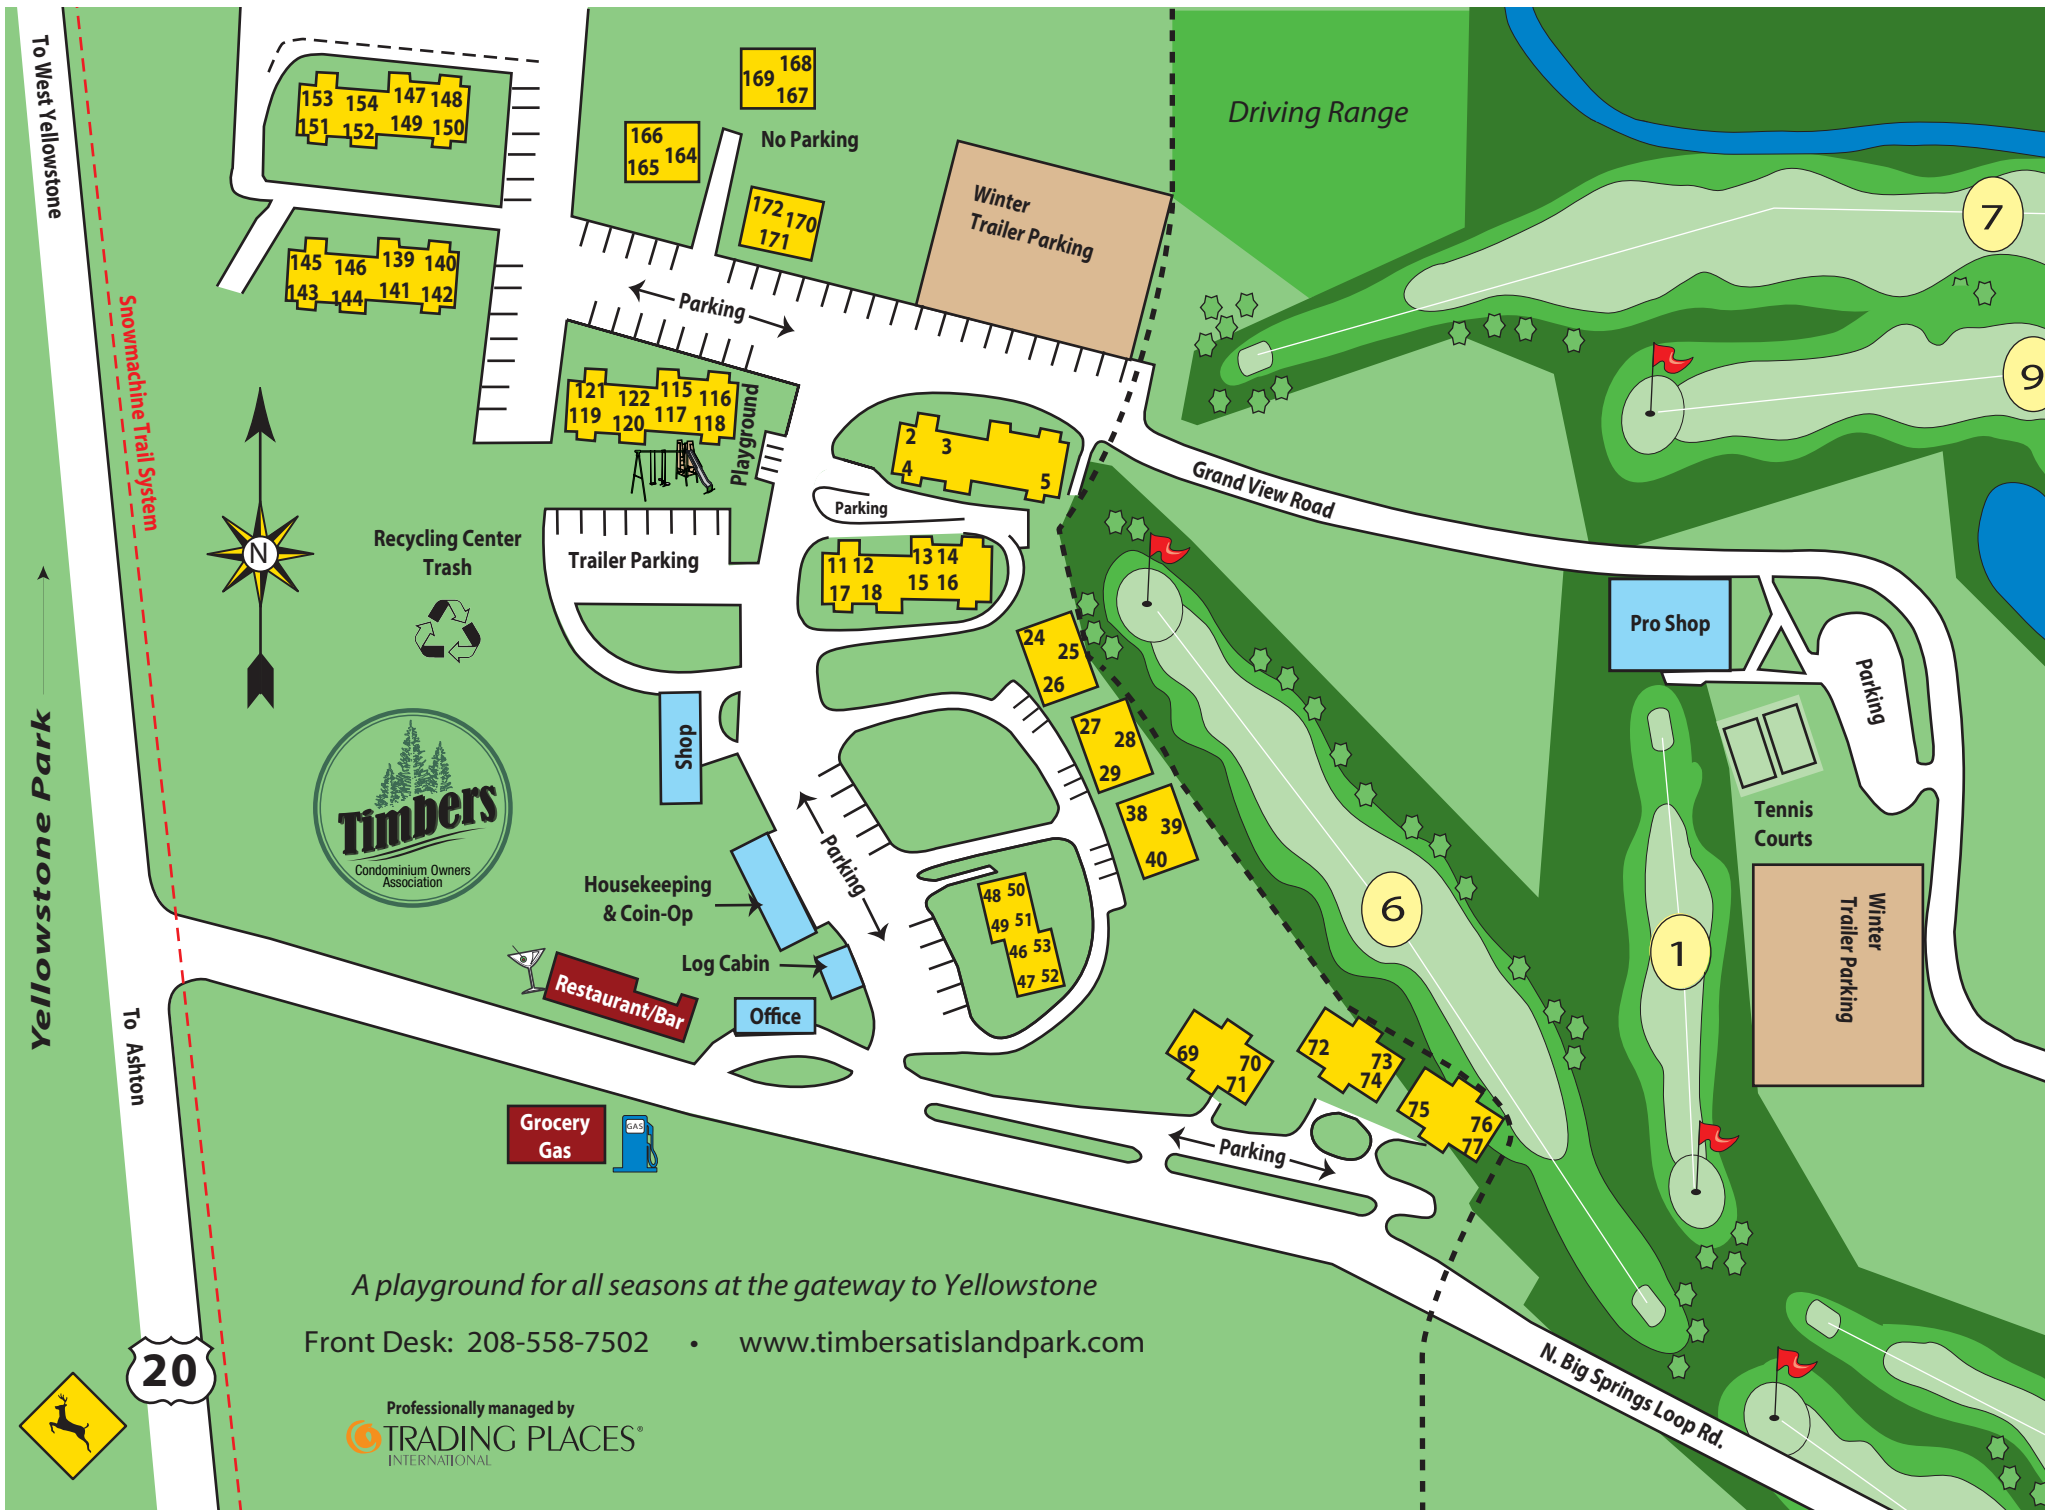 To West Yellowstone
Snowmachine Trail System
Yellowstone Park
To Ashton
20
153 154 147 148
151 152 149 150
145 146 139 140
143 144 141 142
169 168
167
166
165 164
No Parking
172 170
171
Winter
Trailer Parking
Driving Range
7
9
Parking
121 122 115 116
119 120 117 118
Playground
2 3
4 5
Parking
Grand View Road
N
Recycling Center
Trash
Trailer Parking
11 12 13 14
17 18 15 16
24 25
26
27 28
29
38 39
40
Pro Shop
Parking
Tennis
Courts
Winter
Trailer Parking
6
1
Shop
Timbers
Condominium Owners
Association
Parking
Housekeeping
& Coin-Op
Log Cabin
48 50
49 51
46 53
47 52
Restaurant/Bar
Office
69 70
71
72 73
74
75 76
77
Parking
Grocery
Gas
GAS
A playground for all seasons at the gateway to Yellowstone
Front Desk: 208-558-7502 • www.timbersatislandpark.com
N. Big Springs Loop Rd.
Professionally managed by
TRADING PLACES®
INTERNATIONAL